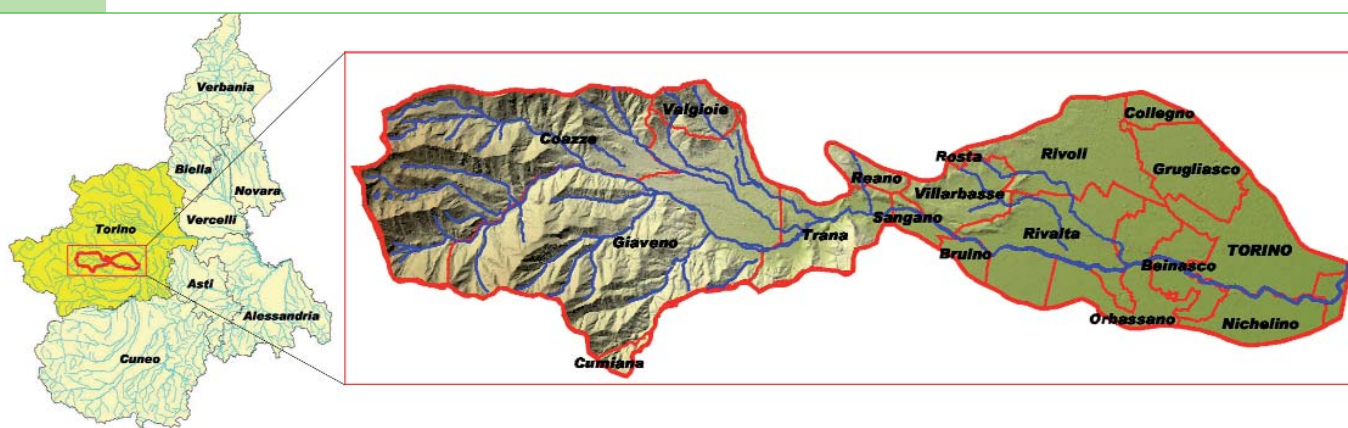 Verbania
Biella
Novara
Vercelli
Torino
Asti
Alessandria
Cuneo
Valgioie
Coazze
Collegno
Rosta
Rivoli
Grugliasco
Reano
Villarbasse
Sangano
Giaveno
Trana
Rivalta
TORINO
Bruino
Beinasco
Orbassano
Nichelino
Cumiana